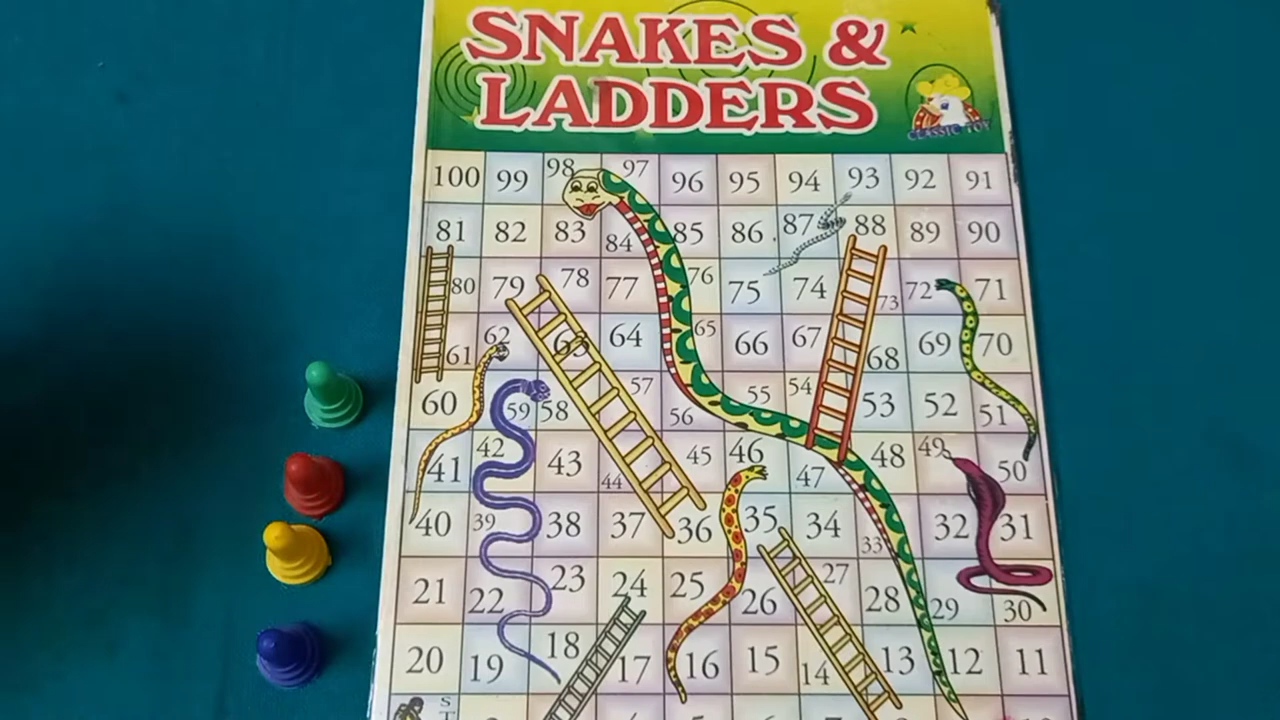 SNAKES &
LADDERS
CLASSIC TOY
100 99 98 97 96 95 94 93 92 91
81 82 83 84 85 86 87 88 89 90
80 79 78 77 76 75 74 73 72 71
61 62 63 64 65 66 67 68 69 70
60 59 58 57 56 55 54 53 52 51
41 42 43 44 45 46 47 48 49 50
40 39 38 37 36 35 34 33 32 31
21 22 23 24 25 26 27 28 29 30
20 19 18 17 16 15 14 13 12 11
S
T